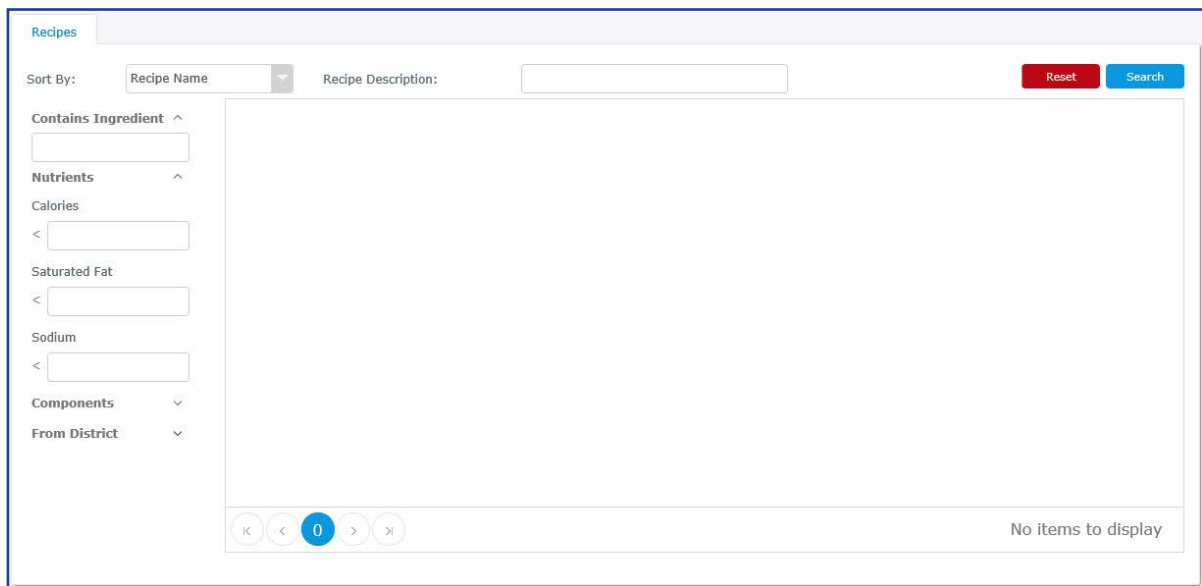 Recipes
Sort By: Recipe Name Recipe Description: Reset Search
Contains Ingredient
Nutrients
Calories
<
Saturated Fat
<
Sodium
<
Components
From District
0 No items to display